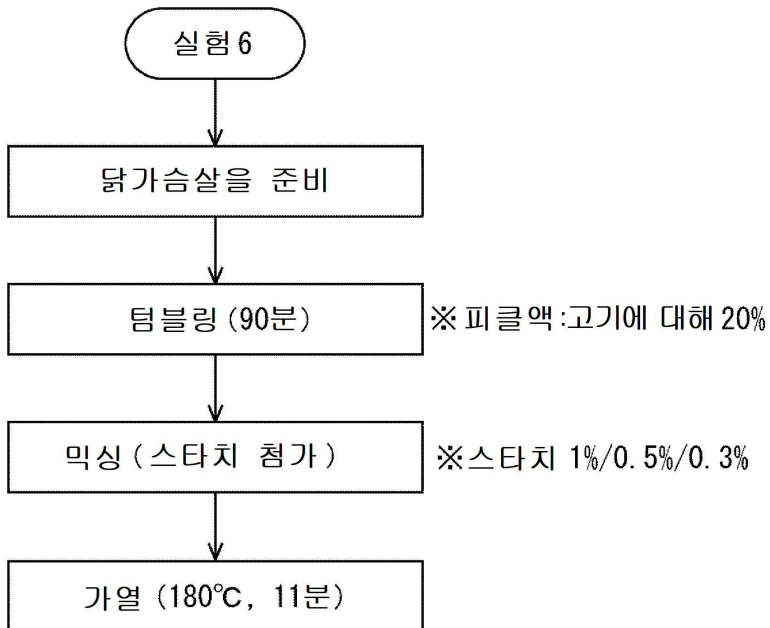 실험 6
닭가슴살을 준비
텀블링 (90분)
※ 피클액:고기에 대해 20%
믹싱 (스타치 첨가)
※스타치 1%/0.5%/0.3%
가열 (180℃, 11분)